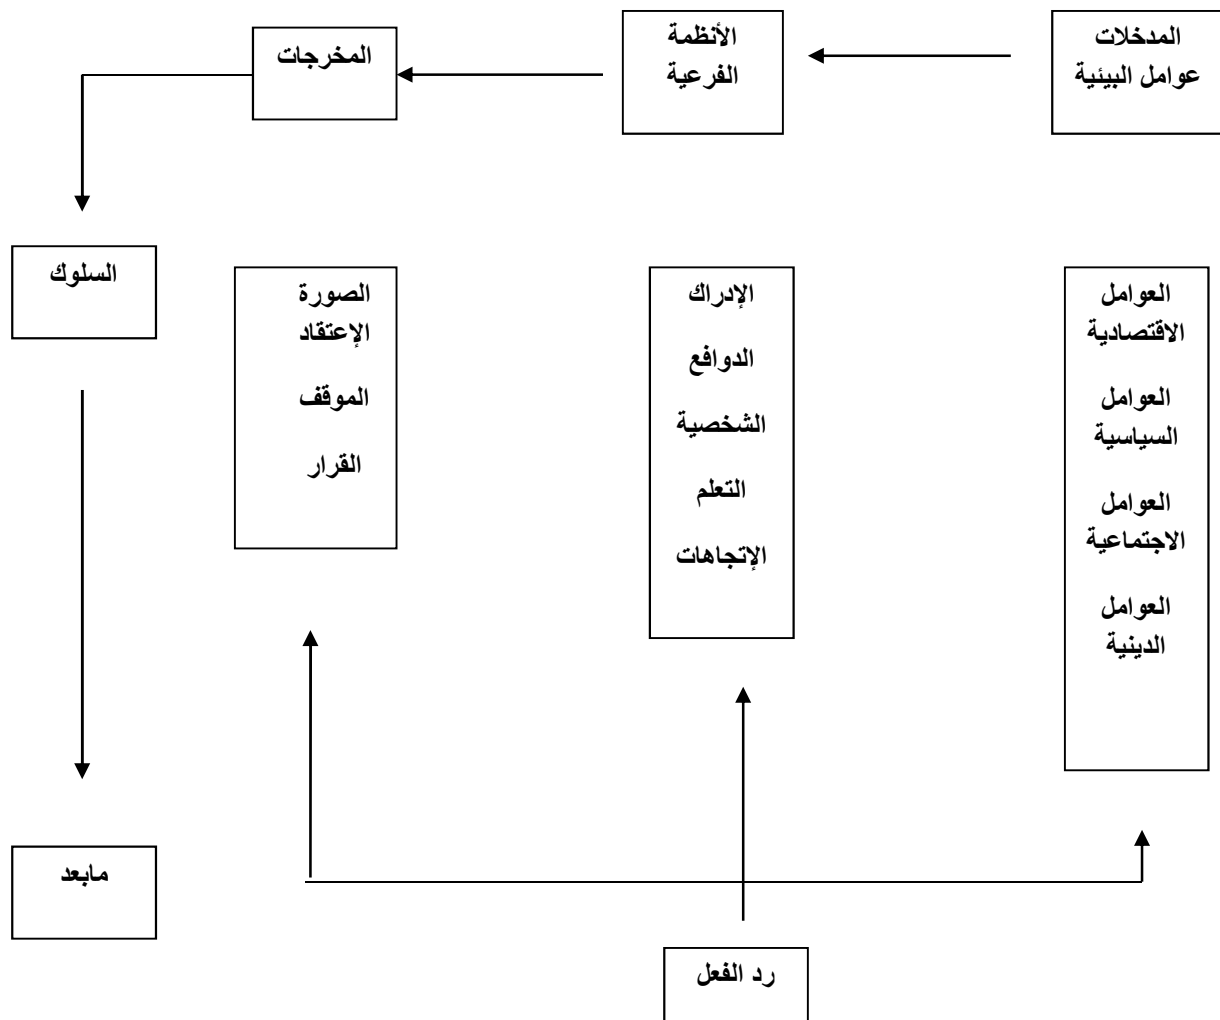 المدخلات
عوامل البيئية
الأنظمة
الفرعية
المخرجات
العوامل
الاقتصادية
العوامل
السياسية
العوامل
الاجتماعية
العوامل
الدينية
الإدراك
الدوافع
الشخصية
التعلم
الإتجاهات
الصورة
الإعتقاد
الموقف
القرار
السلوك
مابعد
رد الفعل